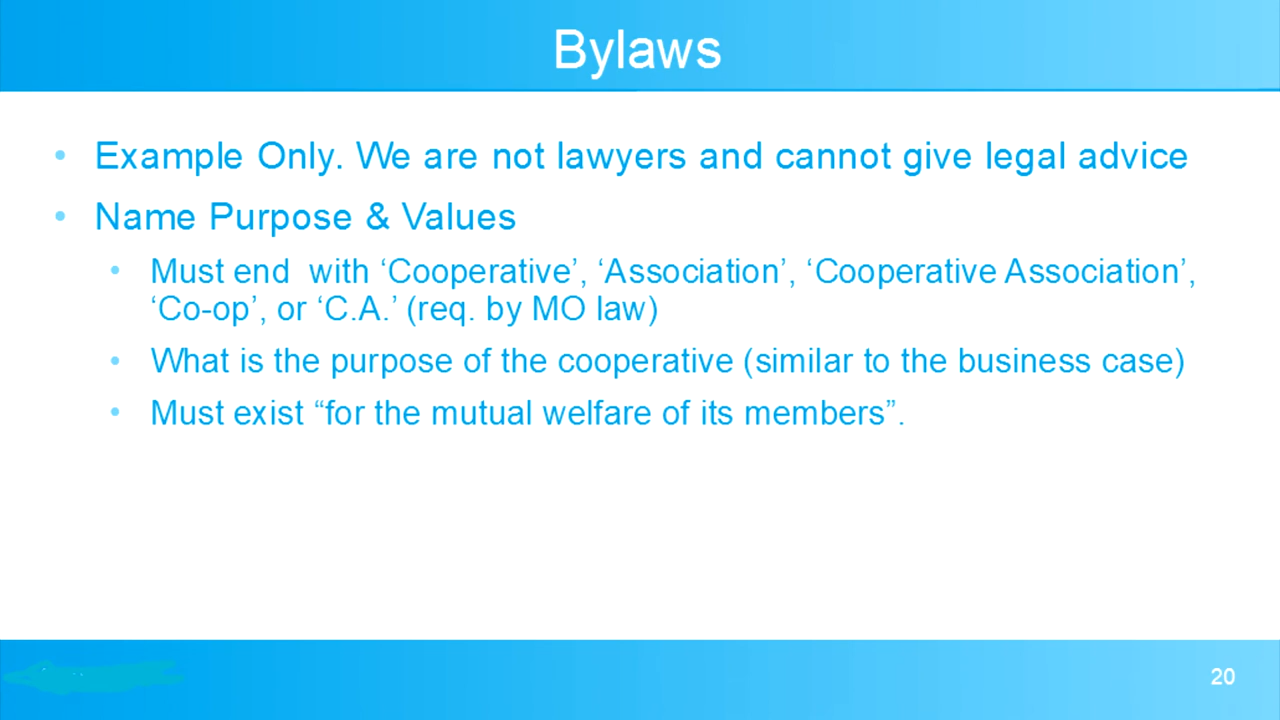 Bylaws
• Example Only. We are not lawyers and cannot give legal advice
• Name Purpose & Values
• Must end  with ‘Cooperative’, ‘Association’, ‘Cooperative Association’,
‘Co-op’, or ‘C.A.’ (req. by MO law)
• What is the purpose of the cooperative (similar to the business case)
• Must exist “for the mutual welfare of its members”.
20